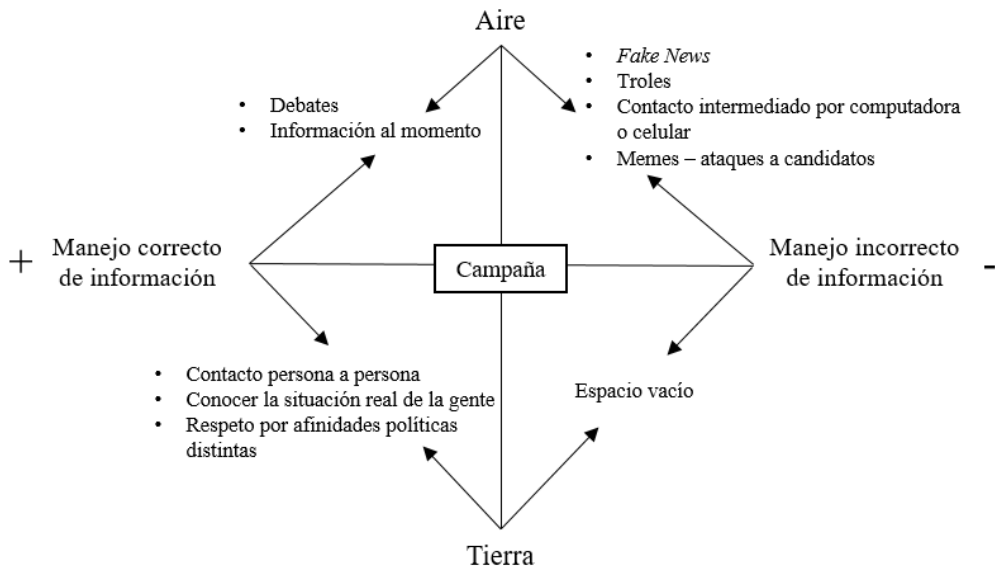 Aire
• Fake News
• Troles
• Contacto intermediado por computadora
o celular
• Memes – ataques a candidatos
• Debates
• Información al momento
+
Manejo correcto
de información
Campaña
Manejo incorrecto
de información
-
• Contacto persona a persona
• Conocer la situación real de la gente
• Respeto por afinidades políticas
distintas
Espacio vacío
Tierra